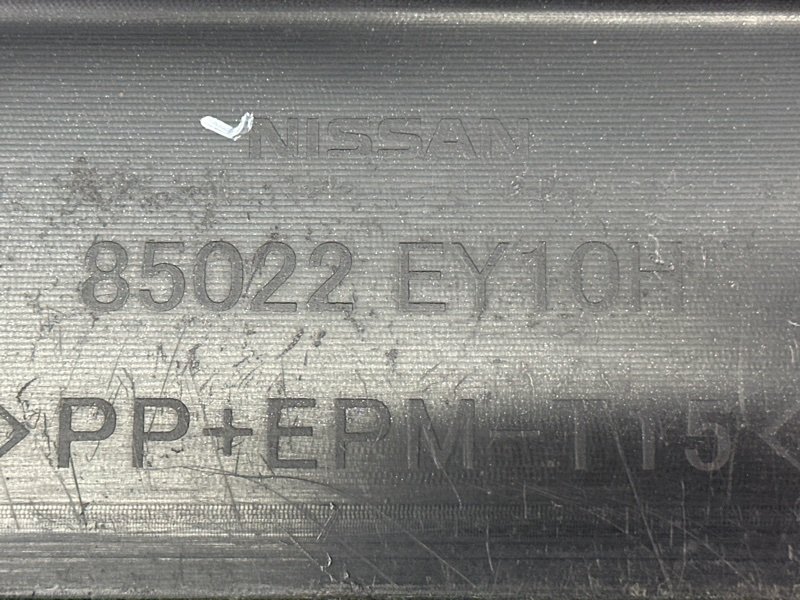 NISSAN
85022 EY10H
>PP+EPM-T15<